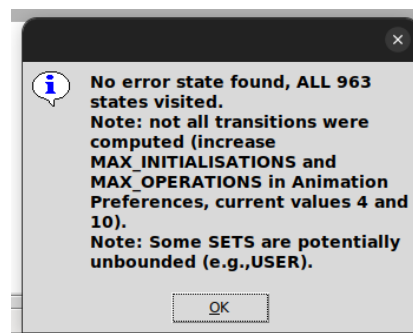 No error state found, ALL 963
states visited.
Note: not all transitions were
computed (increase
MAX_INITIALISATIONS and
MAX_OPERATIONS in Animation
Preferences, current values 4 and
10).
Note: Some SETS are potentially
unbounded (e.g.,USER).
OK